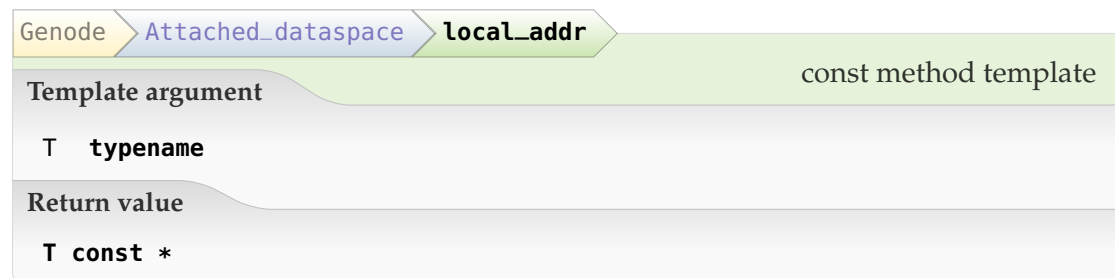 Genode Attached_dataspace local_addr
const method template
Template argument
T typename
Return value
T const *